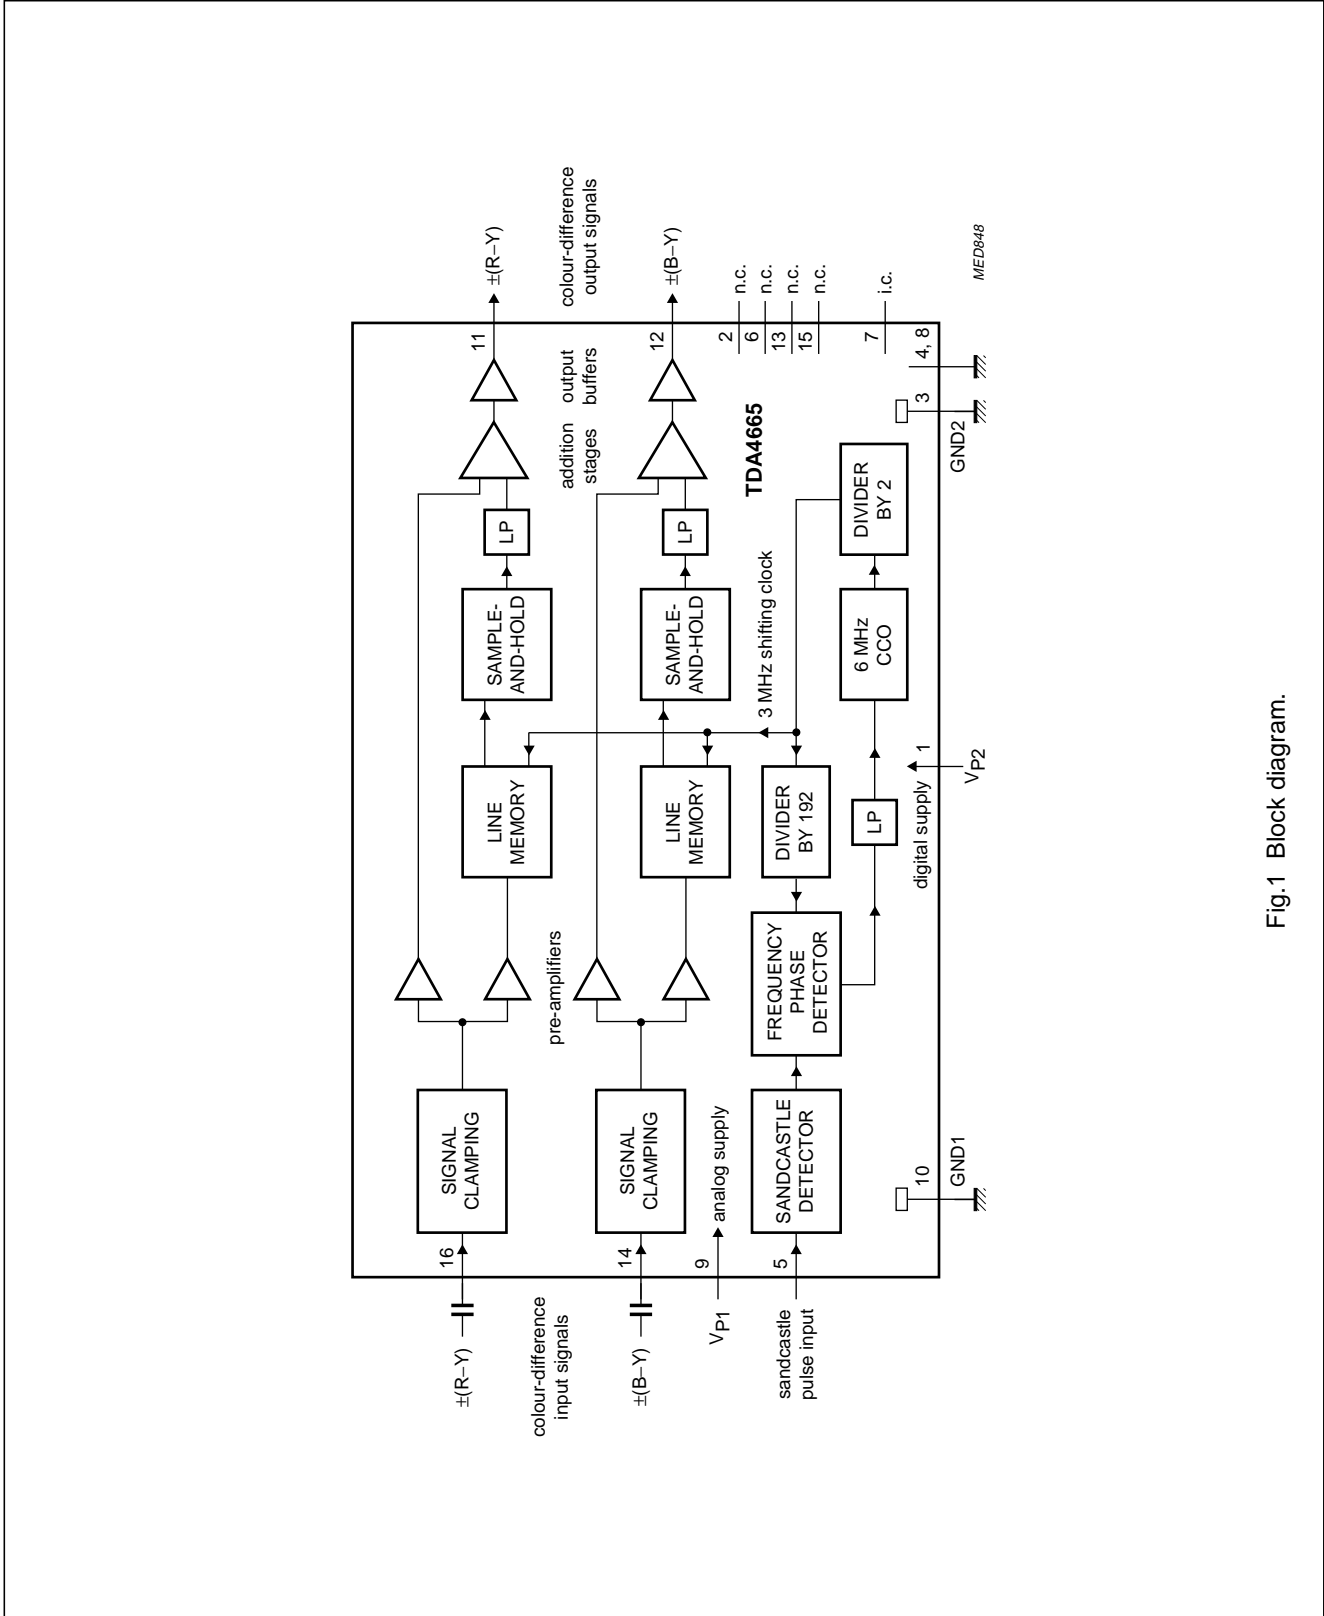 ±(R−Y)
colour-difference
input signals
±(B−Y)
VP1
sandcastle
pulse input
16
14
9
5
SIGNAL
CLAMPING
SIGNAL
CLAMPING
analog supply
SANDCASTLE
DETECTOR
10
GND1
pre-amplifiers
FREQUENCY
PHASE
DETECTOR
LINE
MEMORY
LINE
MEMORY
DIVIDER
BY 192
LP
digital supply
1
VP2
SAMPLE-
AND-HOLD
SAMPLE-
AND-HOLD
3 MHz shifting clock
6 MHz
CCO
LP
LP
DIVIDER
BY 2
addition
stages
output
buffers
TDA4665
3
GND2
4, 8
11
12
2
6
13
15
7
±(R−Y)
colour-difference
output signals
±(B−Y)
n.c.
n.c.
n.c.
n.c.
i.c.
MED848
Fig.1 Block diagram.